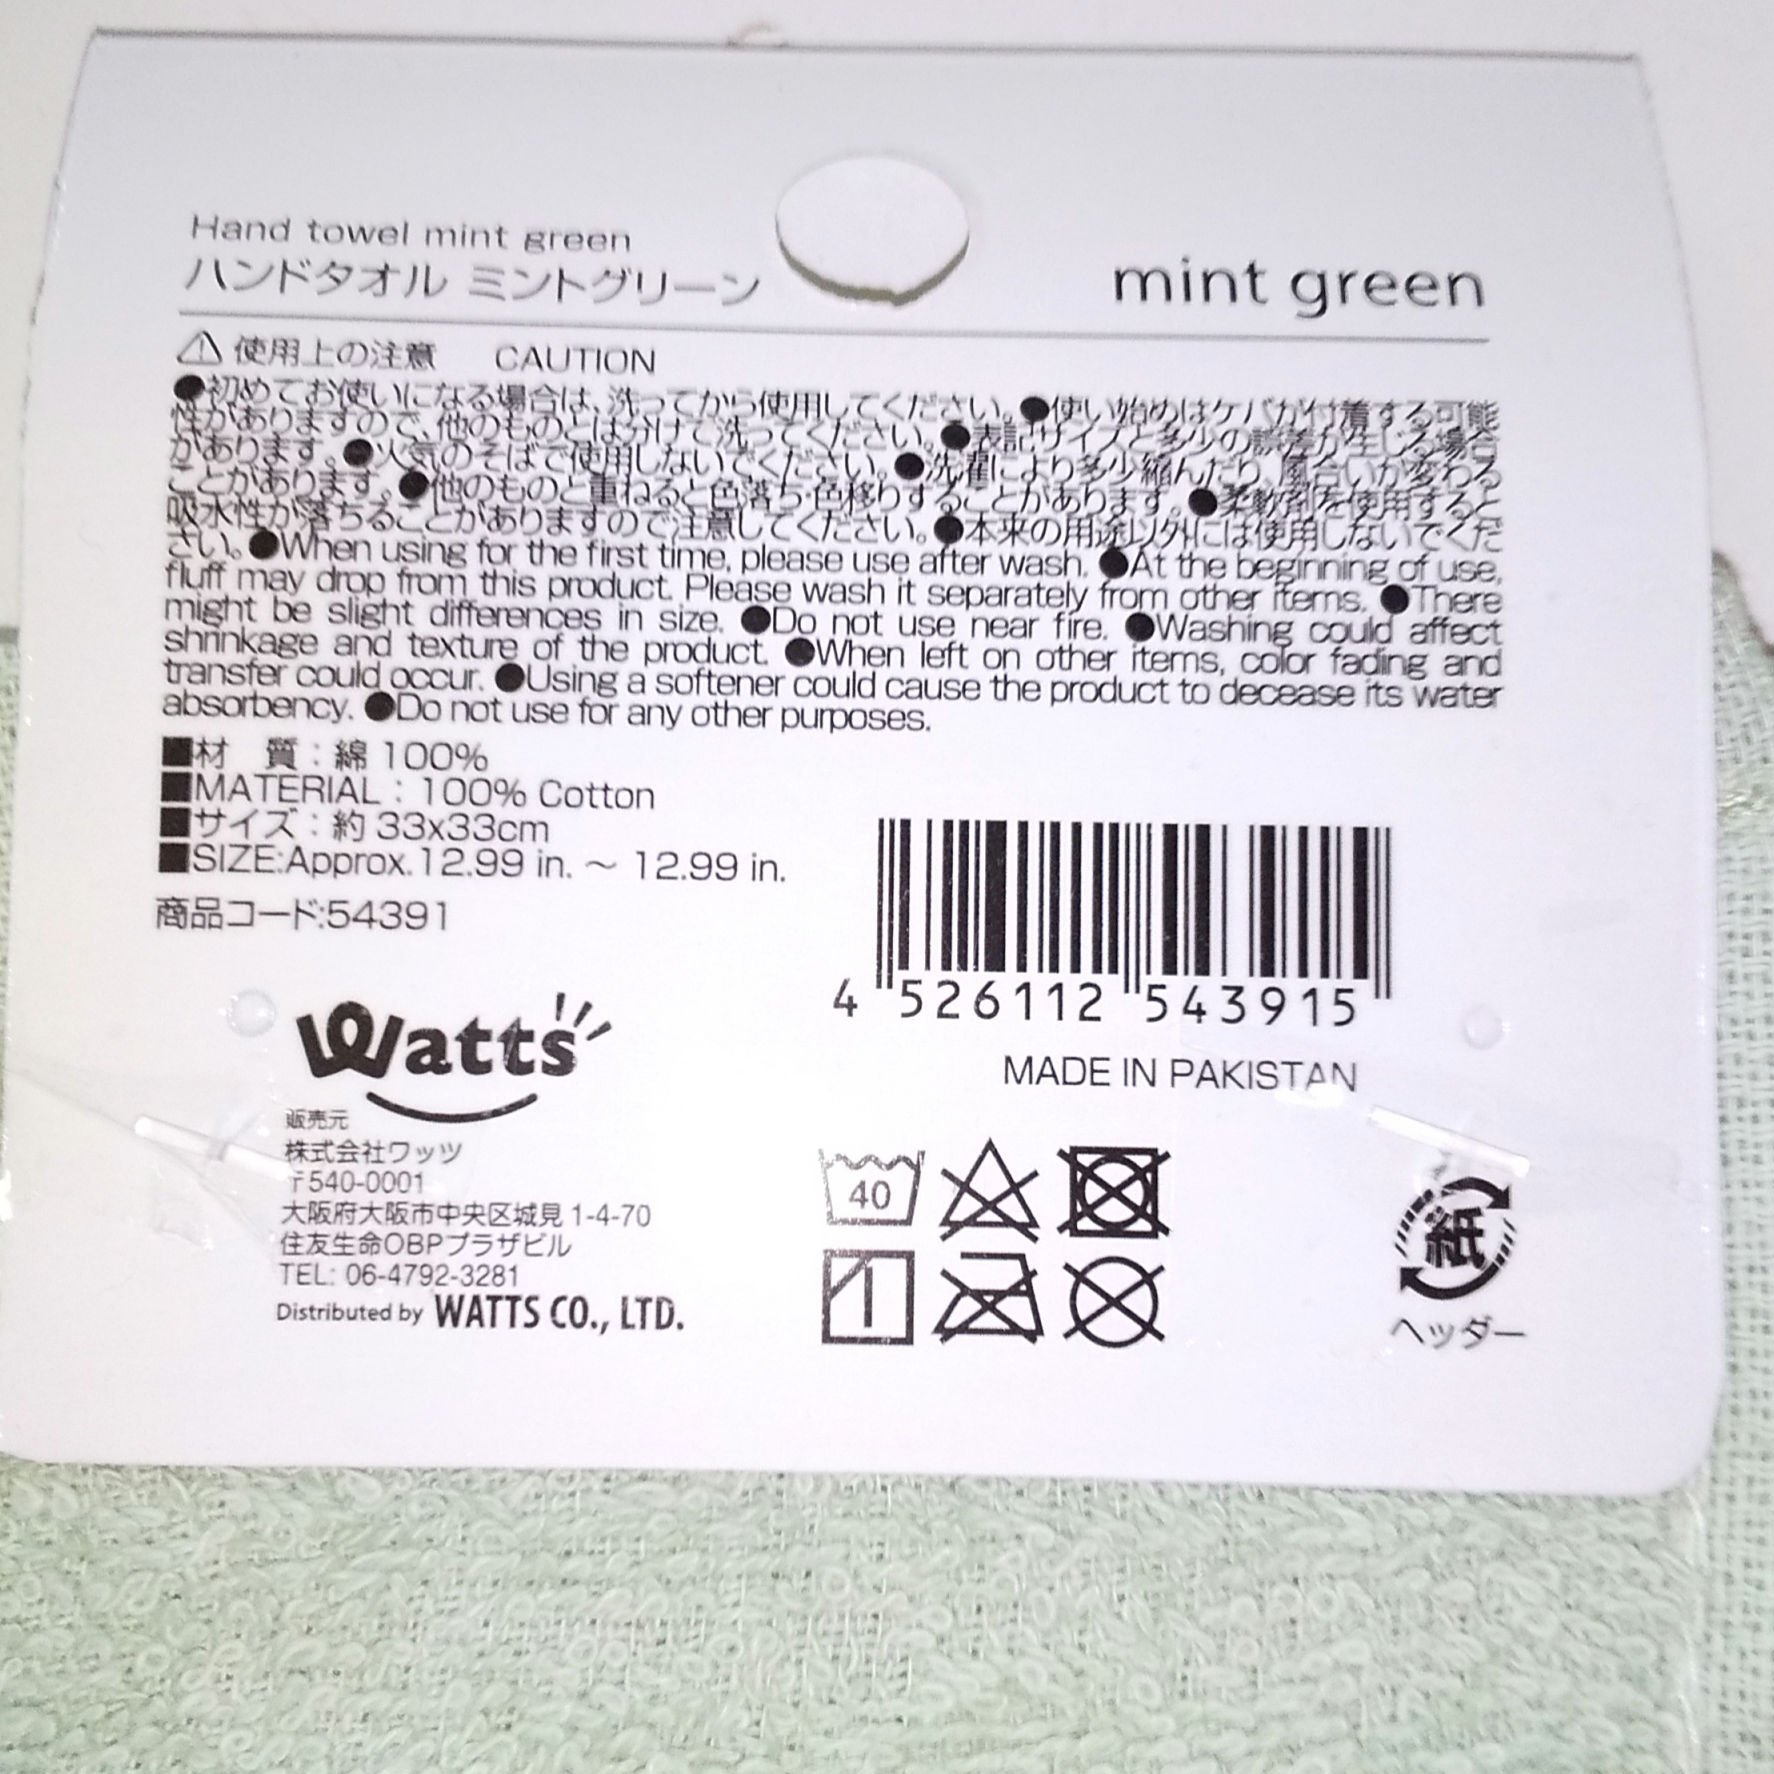 Hand towel mint green
ハンドタオル ミントグリーン
mint green
⚠使用上の注意 CAUTION
●初めてお使いになる場合は、洗ってから使用してください。●使い始めはケバが付着する可能
性がありますので、他のものとは分けて洗ってください。●表記サイズと多少の誤差が生じる場合
があります。●火気のそばで使用しないでください。●洗濯により多少縮んだり、風合いが変わる
ことがあります。●他のものと重ねると色落ち・色移りすることがあります。●柔軟剤を使用すると
吸水性が落ちることがありますので注意してください。●本来の用途以外には使用しないでくだ
さい。●When using for the first time, please use after wash. ●At the beginning of use,
fluff may drop from this product. Please wash it separately from other items. ●There
might be slight differences in size. ●Do not use near fire. ●Washing could affect
shrinkage and texture of the product. ●When left on other items, color fading and
transfer could occur. ●Using a softener could cause the product to decease its water
absorbency. ●Do not use for any other purposes.
■材 質：綿 100%
■MATERIAL：100% Cotton
■サイズ：約 33x33cm
■SIZE:Approx.12.99 in. ～ 12.99 in.
商品コード:54391
4 526112 543915
MADE IN PAKISTAN
Watts
販売元
株式会社ワッツ
〒540-0001
大阪府大阪市中央区城見 1-4-70
住友生命OBPプラザビル
TEL: 06-4792-3281
Distributed by WATTS CO., LTD.
40
紙
ヘッダー